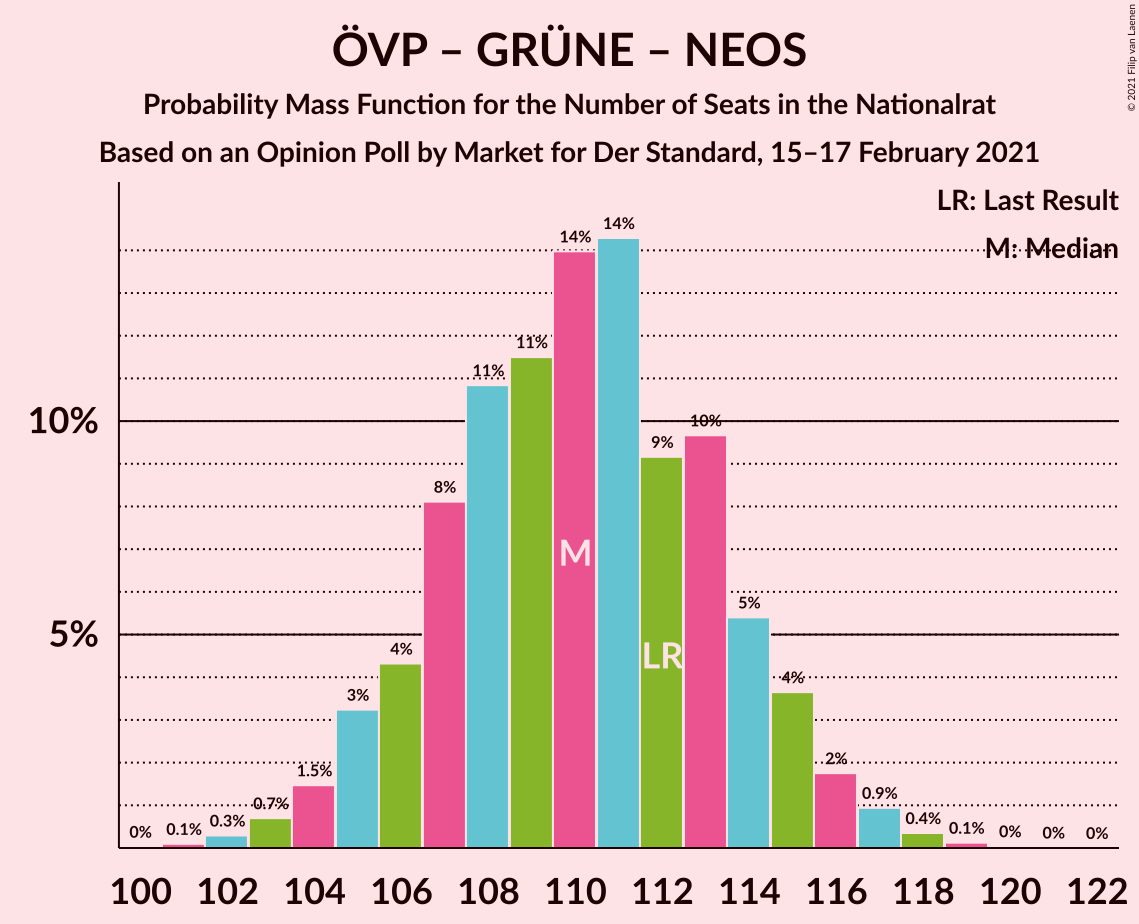 ÖVP – GRÜNE – NEOS
Probability Mass Function for the Number of Seats in the Nationalrat
Based on an Opinion Poll by Market for Der Standard, 15–17 February 2021
© 2021 Filip van Laenen
LR: Last Result
M: Median
10%
5%
0%
0.1%
0.3%
0.7%
1.5%
3%
4%
8%
11%
11%
14%
14%
9%
10%
5%
4%
2%
0.9%
0.4%
0.1%
0%
0%
0%
M
LR
100 102 104 106 108 110 112 114 116 118 120 122